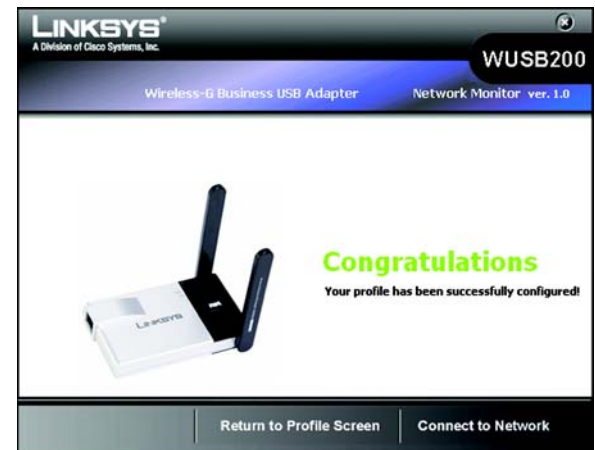 LINKSYS®
A Division of Cisco Systems, Inc.
WUSB200
Wireless-G Business USB Adapter
Network Monitor ver. 1.0
LINKSYS
Congratulations
Your profile has been successfully configured!
Return to Profile Screen
Connect to Network